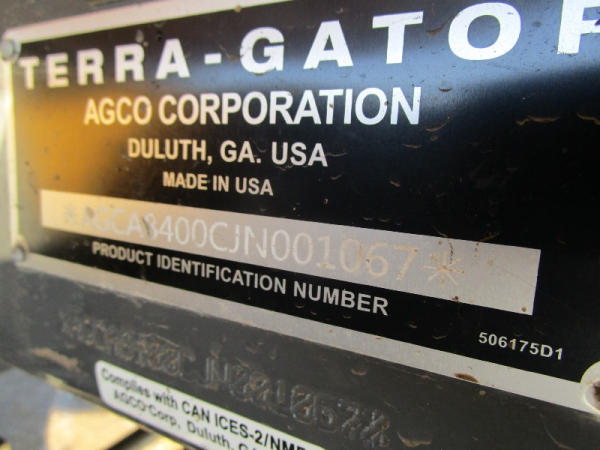 TERRA-GATOR
AGCO CORPORATION
DULUTH, GA. USA
MADE IN USA
*AGCA8400CJN001067*
PRODUCT IDENTIFICATION NUMBER
506175D1
Complies with CAN ICES-2/NMB
AGCO Corp, Duluth, GA